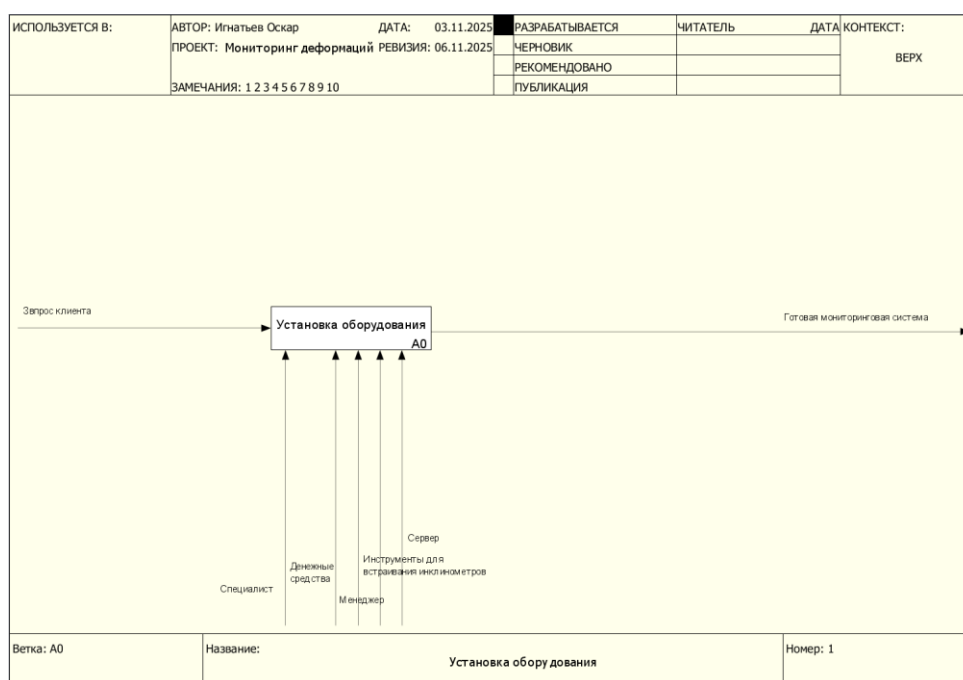 ИСПОЛЬЗУЕТСЯ В:
АВТОР: Игнатьев Оскар
ДАТА: 03.11.2025
РАЗРАБАТЫВАЕТСЯ
ЧИТАТЕЛЬ
ДАТА
КОНТЕКСТ:
ПРОЕКТ: Мониторинг деформаций
РЕВИЗИЯ: 06.11.2025
ЧЕРНОВИК
ВЕРХ
РЕКОМЕНДОВАНО
ЗАМЕЧАНИЯ: 1 2 3 4 5 6 7 8 9 10
ПУБЛИКАЦИЯ
Звпрос клиента
Готовая мониторинговая система
Установка оборудования
A0
Сервер
Инструменты для
встраивания инклинометров
Денежные
средства
Специалист
Менеджер
Ветка: A0
Название:
Установка оборудования
Номер: 1